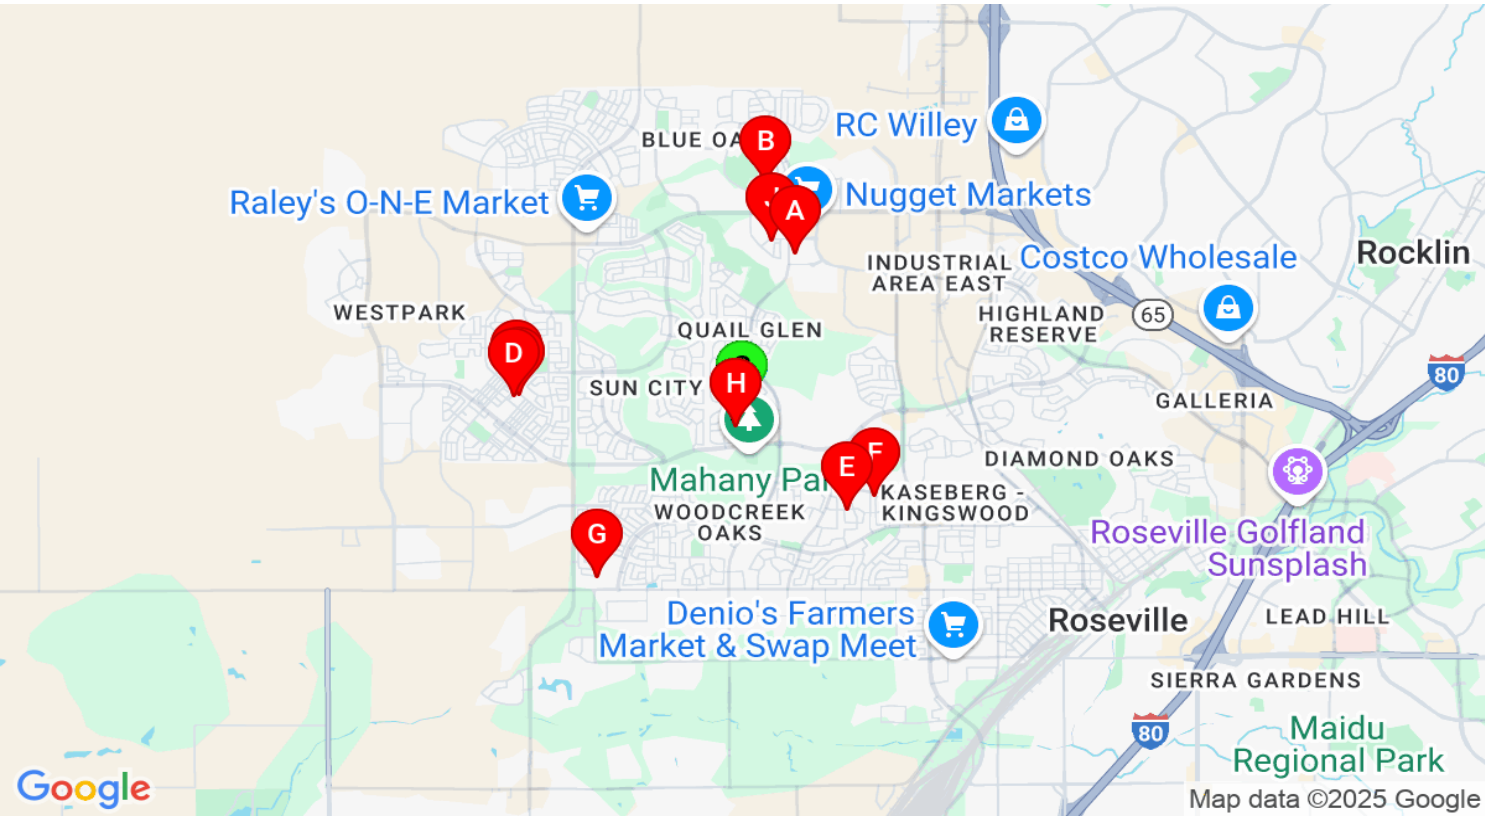 BLUE OA
B
RC Willey
Raley's O-N-E Market
Nugget Markets
J
A
Rocklin
INDUSTRIAL
AREA EAST
Costco Wholesale
WESTPARK
HIGHLAND
RESERVE
65
QUAIL GLEN
D
80
SUN CITY
H
GALLERIA
DIAMOND OAKS
Mahany Pa
E
F
KASEBERG -
KINGSWOOD
WOODCREEK
OAKS
G
Roseville Golfland
Sunsplash
Denio's Farmers
Market & Swap Meet
Roseville
LEAD HILL
SIERRA GARDENS
80
Maidu
Regional Park
Google
Map data ©2025 Google